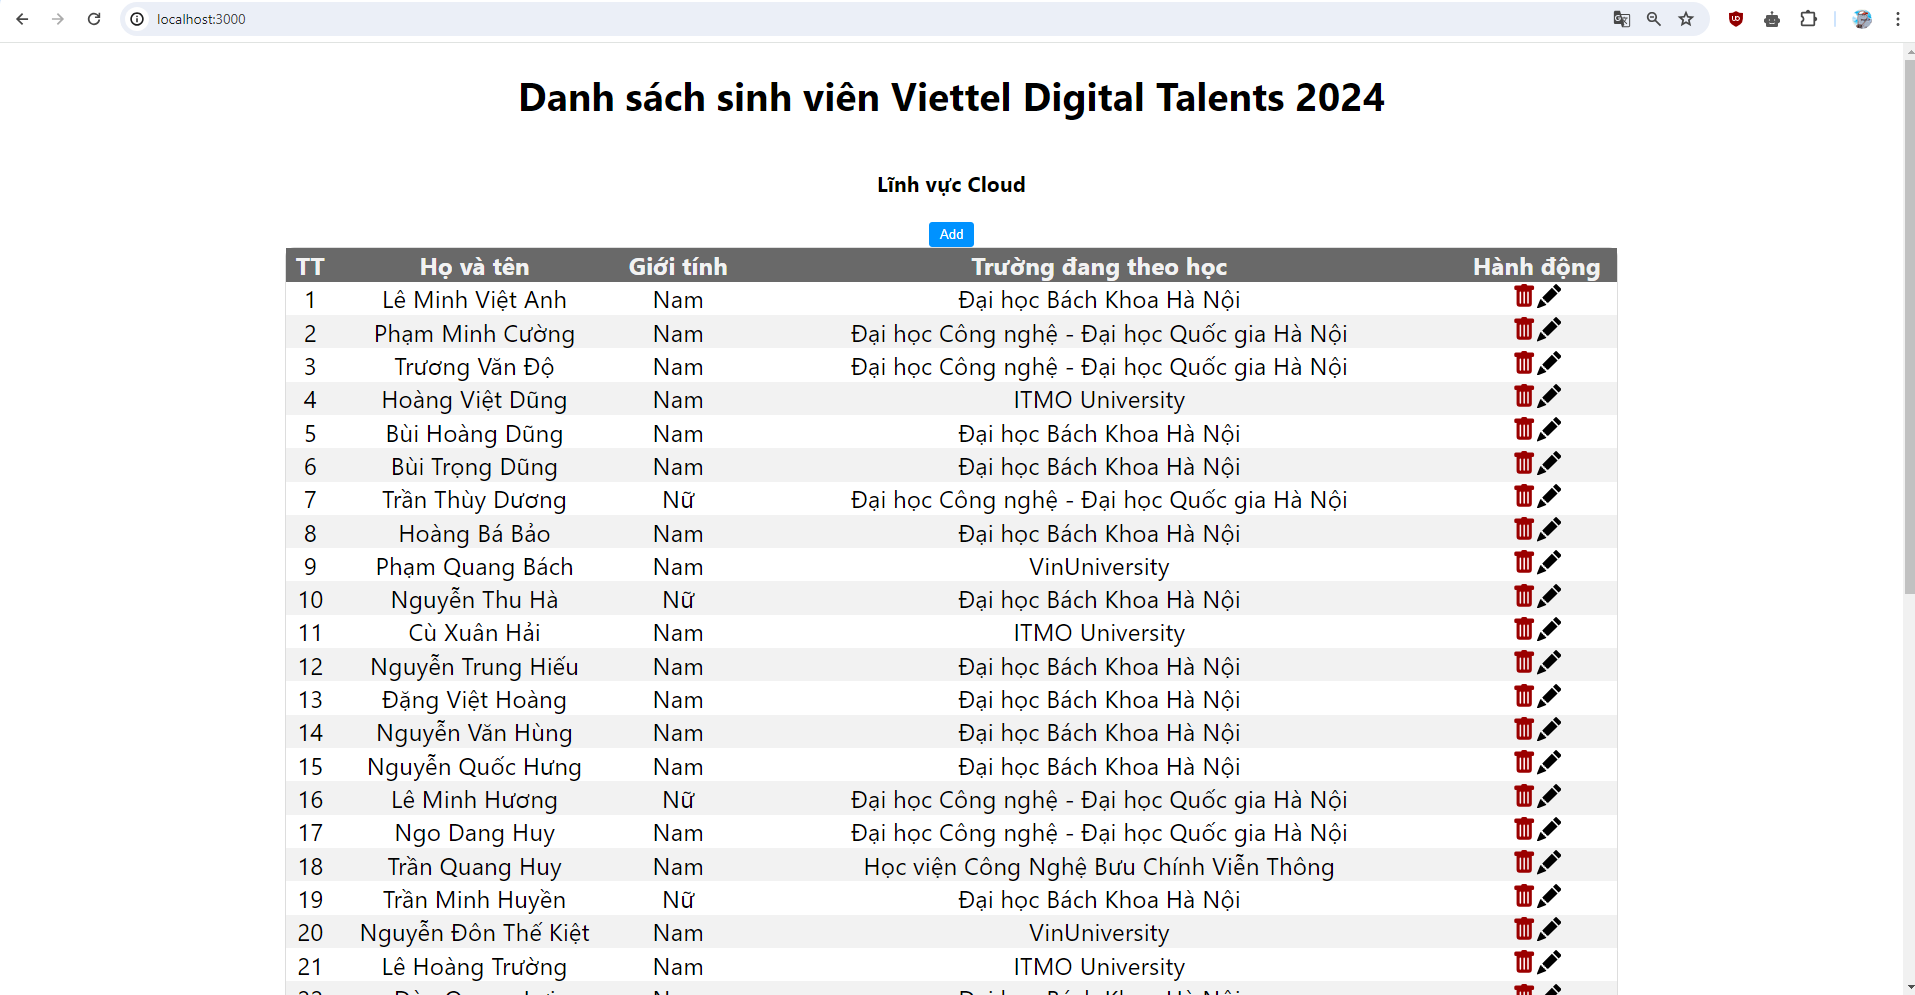 localhost:3000
Danh sách sinh viên Viettel Digital Talents 2024
Lĩnh vực Cloud
Add
TT Họ và tên Giới tính Trường đang theo học Hành động
1 Lê Minh Việt Anh Nam Đại học Bách Khoa Hà Nội
2 Phạm Minh Cường Nam Đại học Công nghệ - Đại học Quốc gia Hà Nội
3 Trương Văn Độ Nam Đại học Công nghệ - Đại học Quốc gia Hà Nội
4 Hoàng Việt Dũng Nam ITMO University
5 Bùi Hoàng Dũng Nam Đại học Bách Khoa Hà Nội
6 Bùi Trọng Dũng Nam Đại học Bách Khoa Hà Nội
7 Trần Thùy Dương Nữ Đại học Công nghệ - Đại học Quốc gia Hà Nội
8 Hoàng Bá Bảo Nam Đại học Bách Khoa Hà Nội
9 Phạm Quang Bách Nam VinUniversity
10 Nguyễn Thu Hà Nữ Đại học Bách Khoa Hà Nội
11 Cù Xuân Hải Nam ITMO University
12 Nguyễn Trung Hiếu Nam Đại học Bách Khoa Hà Nội
13 Đặng Việt Hoàng Nam Đại học Bách Khoa Hà Nội
14 Nguyễn Văn Hùng Nam Đại học Bách Khoa Hà Nội
15 Nguyễn Quốc Hưng Nam Đại học Bách Khoa Hà Nội
16 Lê Minh Hương Nữ Đại học Công nghệ - Đại học Quốc gia Hà Nội
17 Ngo Dang Huy Nam Đại học Công nghệ - Đại học Quốc gia Hà Nội
18 Trần Quang Huy Nam Học viện Công Nghệ Bưu Chính Viễn Thông
19 Trần Minh Huyền Nữ Đại học Bách Khoa Hà Nội
20 Nguyễn Đôn Thế Kiệt Nam VinUniversity
21 Lê Hoàng Trường Nam ITMO University